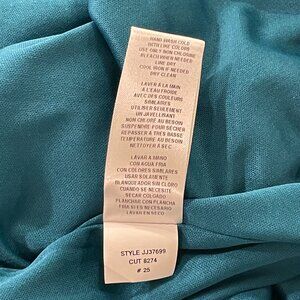 HAND WASH COLD
WITH LIKE COLORS
USE ONLY NON CHLORINE
BLEACH WHEN NEEDED
LINE DRY
COOL IRON IF NEEDED
DRY CLEAN
LAVER A LA MAIN
A L'EAU FROIDE
AVEC DES COULEURS
SIMILAIRES
UTILISER SEULEMENT
UN JAVELLISANT
NON CHLORE AU BESOIN
SUSPENDRE POUR SECHER
REPASSER A TRES BASSE
TEMPERATURE AU BESOIN
NETTOYER A SEC
LAVAR A MANO
CON AGUA FRIA
CON COLORES SIMILARES
USAR SOLAMENTE
BLANQUIADOR SIN CLORO
CUANDO SE NECESITE
SECAR COLGADO
PLANCHAR CON PLANCHA
FRIA SI ES NECESARIO
LAVAR EN SECO
STYLE JJ37699
CUT 8274
# 25